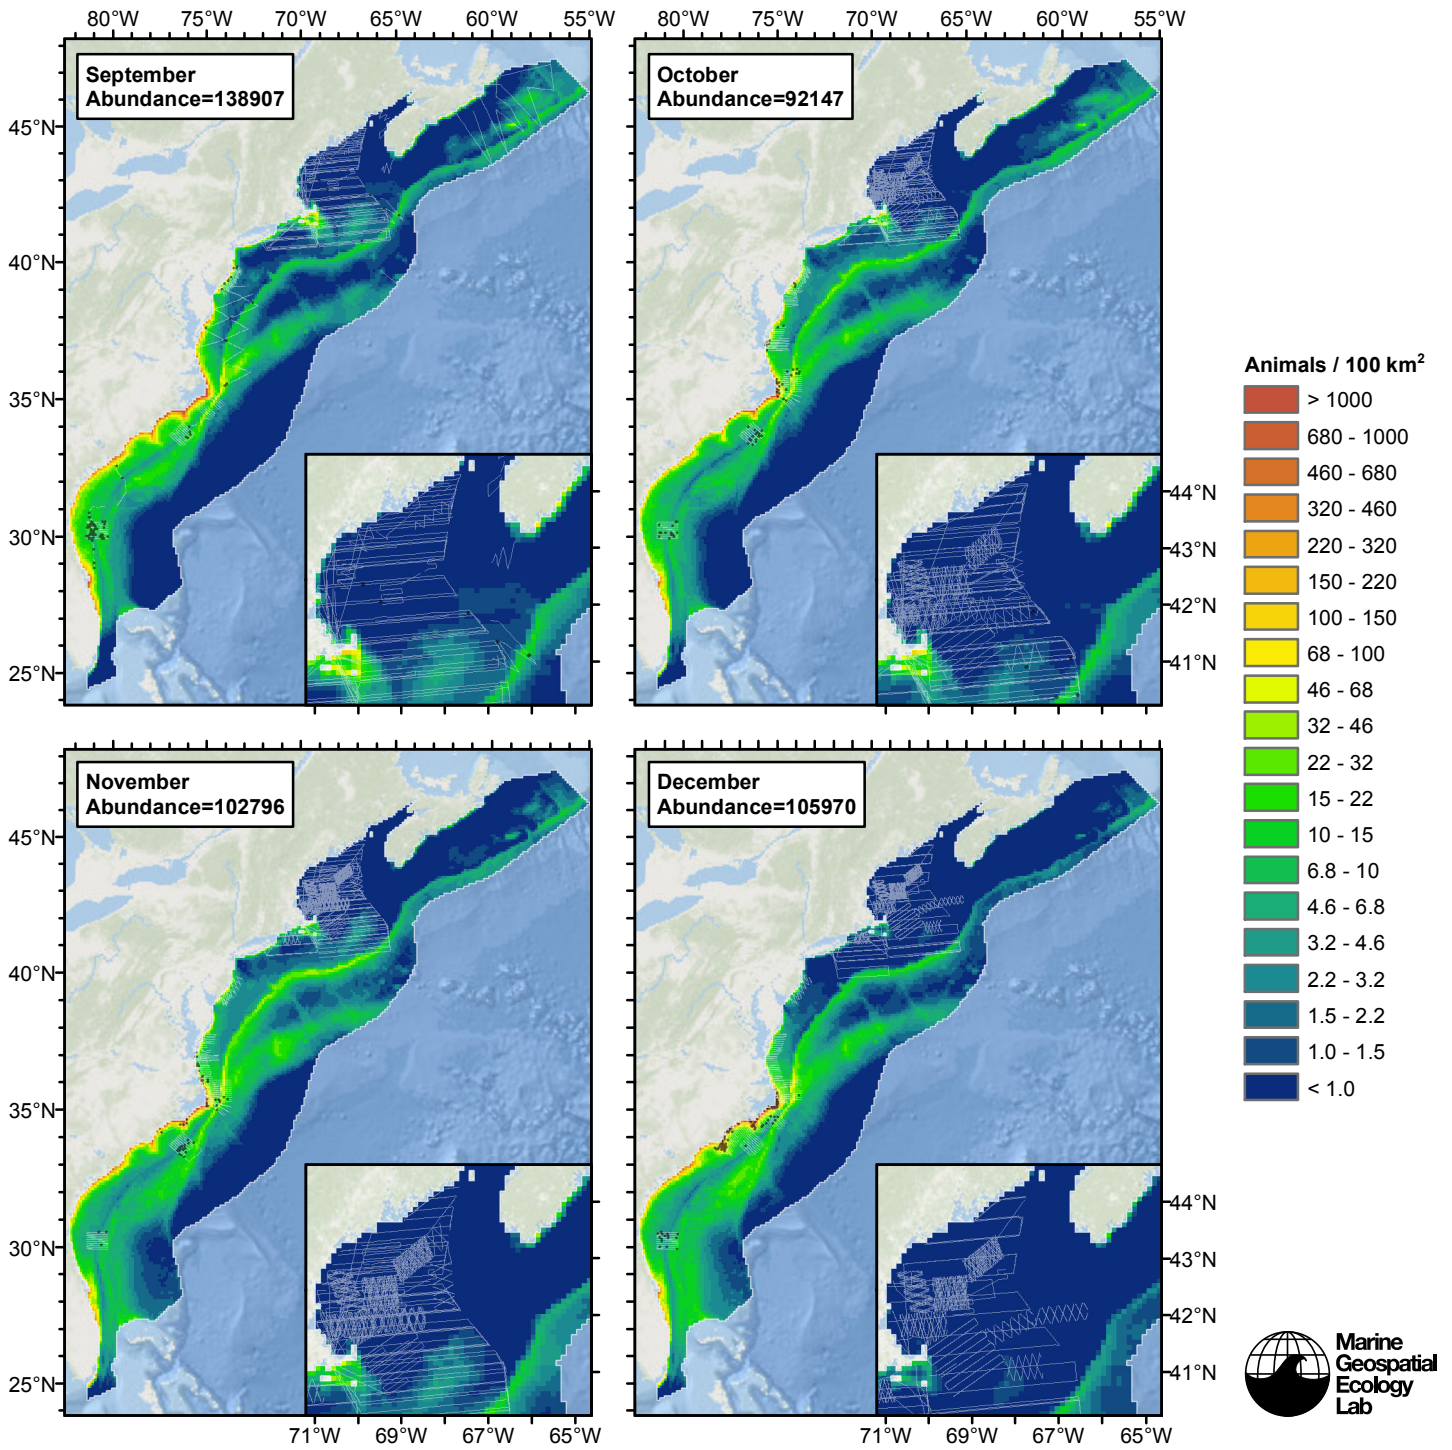 80°W 75°W 70°W 65°W 60°W 55°W
80°W 75°W 70°W 65°W 60°W 55°W
September
Abundance=138907
October
Abundance=92147
45°N
40°N
35°N
30°N
25°N
44°N
43°N
42°N
41°N
November
Abundance=102796
December
Abundance=105970
45°N
40°N
35°N
30°N
25°N
44°N
43°N
42°N
41°N
71°W 69°W 67°W 65°W
71°W 69°W 67°W 65°W
Animals / 100 km²
> 1000
680 - 1000
460 - 680
320 - 460
220 - 320
150 - 220
100 - 150
68 - 100
46 - 68
32 - 46
22 - 32
15 - 22
10 - 15
6.8 - 10
4.6 - 6.8
3.2 - 4.6
2.2 - 3.2
1.5 - 2.2
1.0 - 1.5
< 1.0
Marine
Geospatial
Ecology
Lab